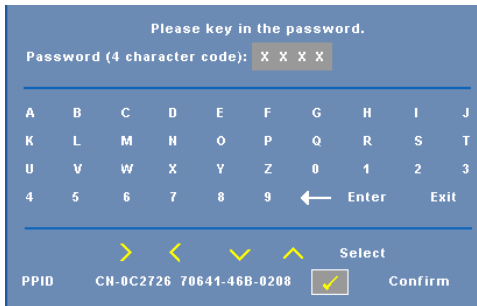 Please key in the password.
Password (4 character code): X X X X
A B C D E F G H I J
K L M N O P Q R S T
U V W X Y Z 0 1 2 3
4 5 6 7 8 9 Enter Exit
Select
PPID CN-0C2726 70641-46B-0208 Confirm